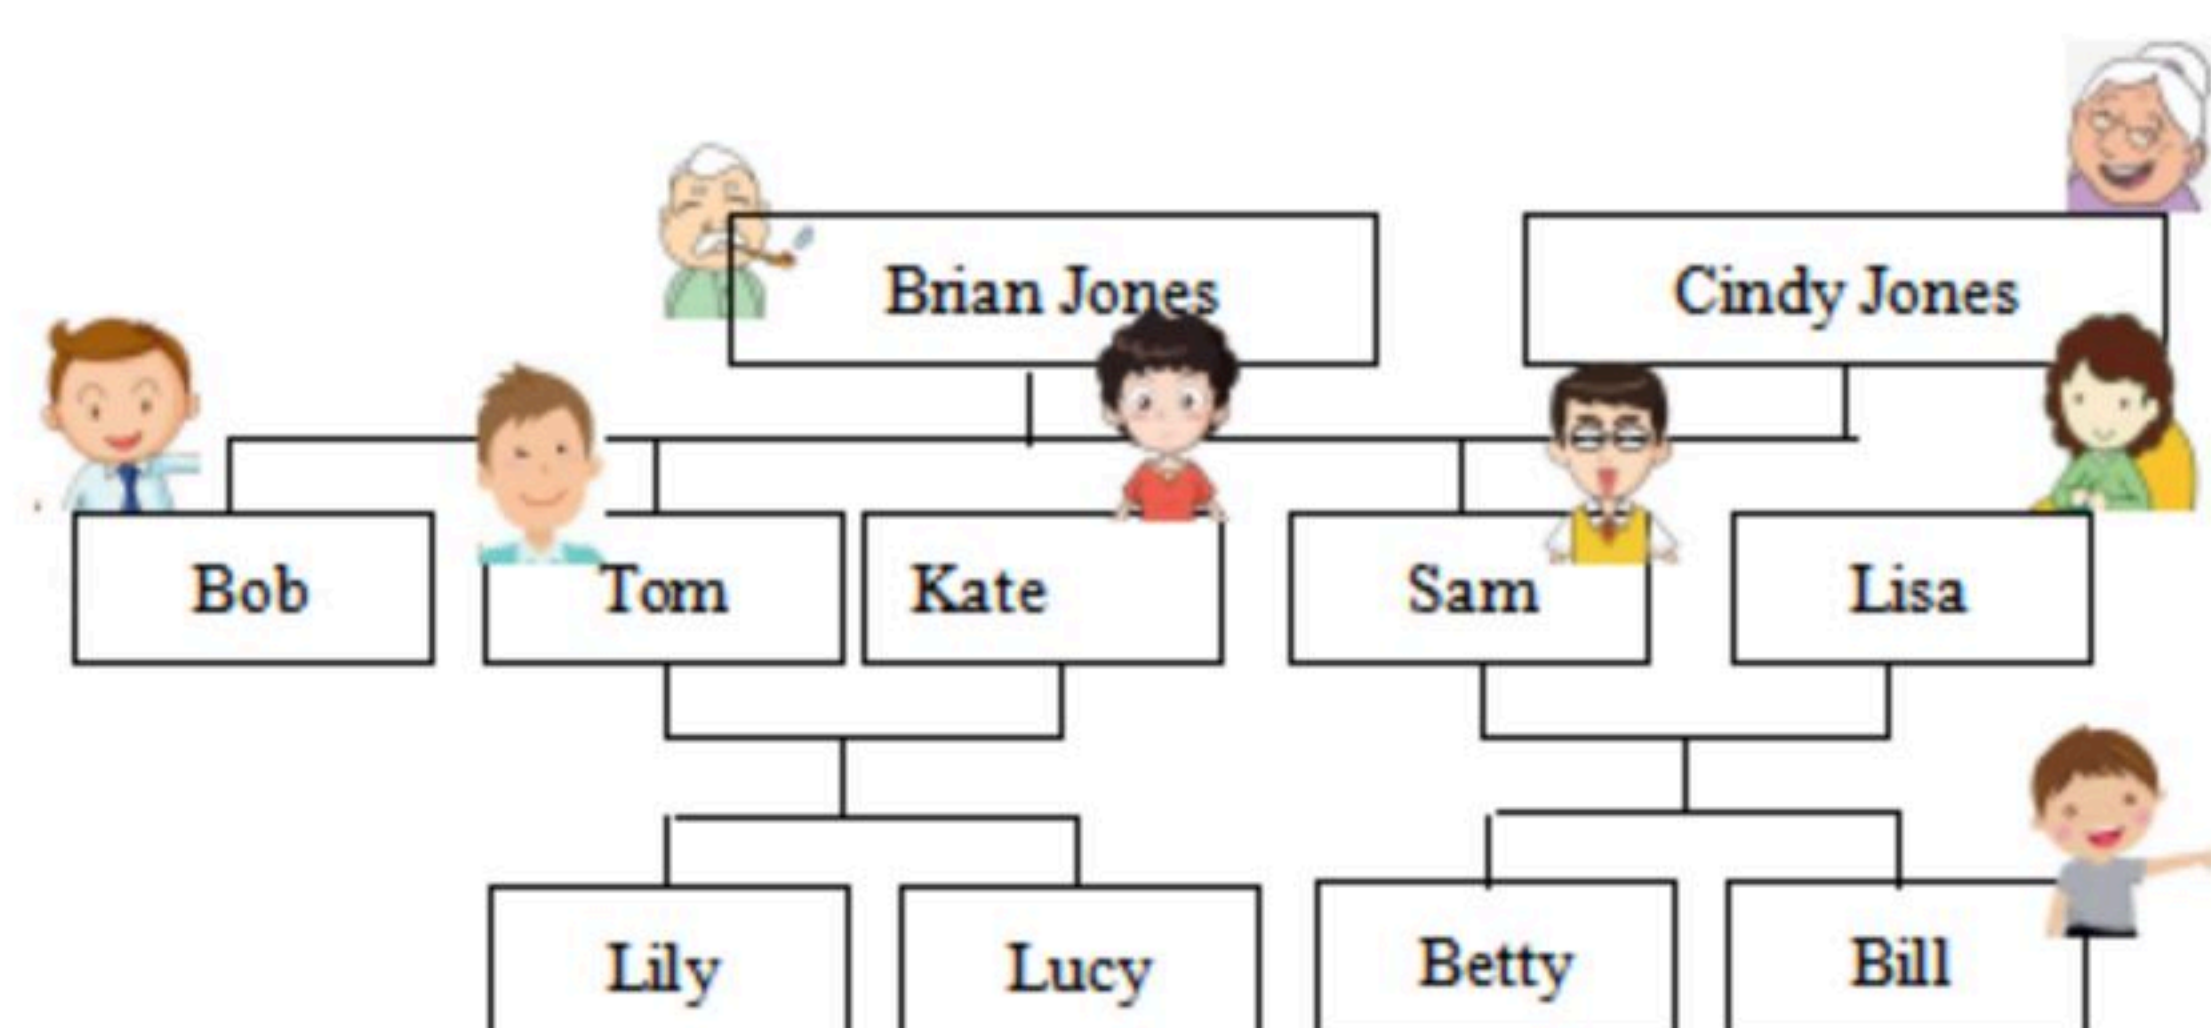 Brian Jones
Cindy Jones
Bob
Tom
Kate
Sam
Lisa
Lily
Lucy
Betty
Bill